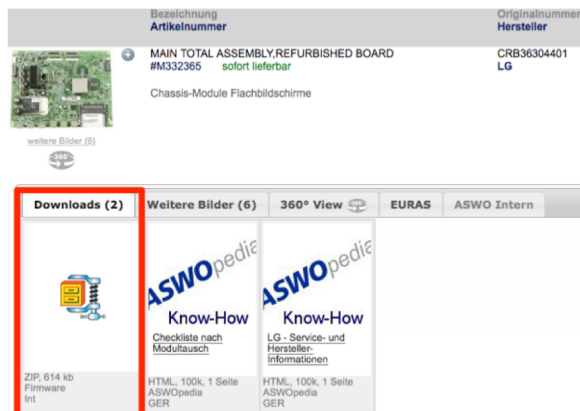 Bezeichnung Originalnummer
Artikelnummer Hersteller
MAIN TOTAL ASSEMBLY,REFURBISHED BOARD CRB36304401
#M332365 sofort lieferbar LG
Chassis-Module Flachbildschirme
weitere Bilder (6)
360°
Downloads (2) Weitere Bilder (6) 360° View EURAS ASWO Intern
ASWOpedia ASWOpedia
Know-How Know-How
Checkliste nach
Modultausch
LG - Service- und
Hersteller-
Informationen
ZIP, 614 kb
Firmware
Int
HTML, 100k, 1 Seite
ASWOpedia
GER
HTML, 100k, 1 Seite
ASWOpedia
GER